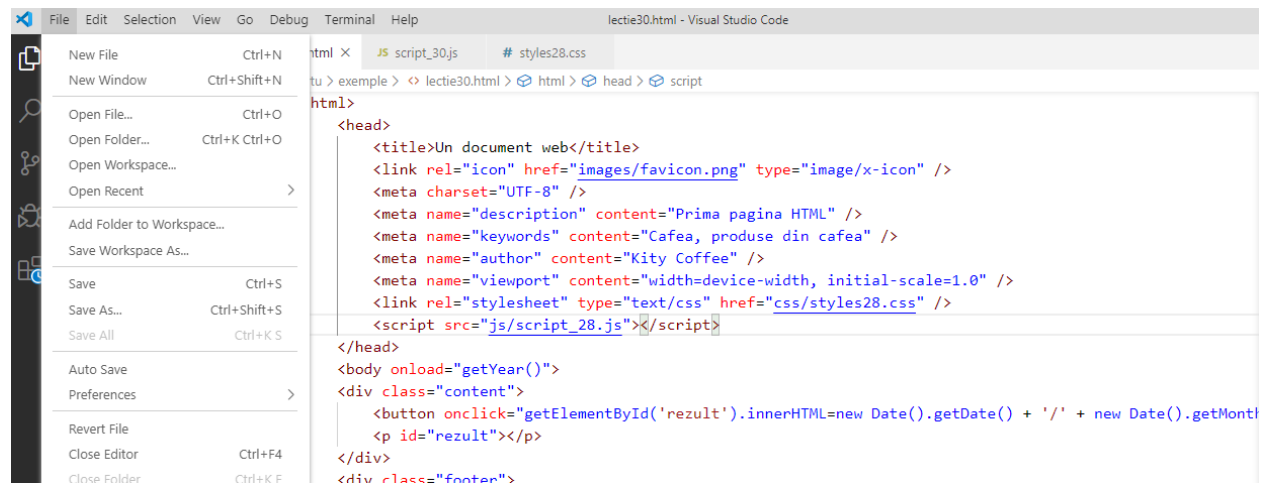 File Edit Selection View Go Debug Terminal Help lectie30.html - Visual Studio Code
html × JS script_30.js # styles28.css
tu > exemple > <> lectie30.html > html > head > script
New File Ctrl+N
New Window Ctrl+Shift+N
Open File... Ctrl+O
Open Folder... Ctrl+K Ctrl+O
Open Workspace...
Open Recent >
Add Folder to Workspace...
Save Workspace As...
Save Ctrl+S
Save As... Ctrl+Shift+S
Save All Ctrl+K S
Auto Save
Preferences >
Revert File
Close Editor Ctrl+F4
Close Folder Ctrl+K F
html>
<head>
<title>Un document web</title>
<link rel="icon" href="images/favicon.png" type="image/x-icon" />
<meta charset="UTF-8" />
<meta name="description" content="Prima pagina HTML" />
<meta name="keywords" content="Cafea, produse din cafea" />
<meta name="author" content="Kity Coffee" />
<meta name="viewport" content="width=device-width, initial-scale=1.0" />
<link rel="stylesheet" type="text/css" href="css/styles28.css" />
<script src="js/script_28.js"></script>
</head>
<body onload="getYear()">
<div class="content">
<button onclick="getElementById('rezult').innerHTML=new Date().getDate() + '/' + new Date().getMonth
<p id="rezult"></p>
</div>
<div class="footer">